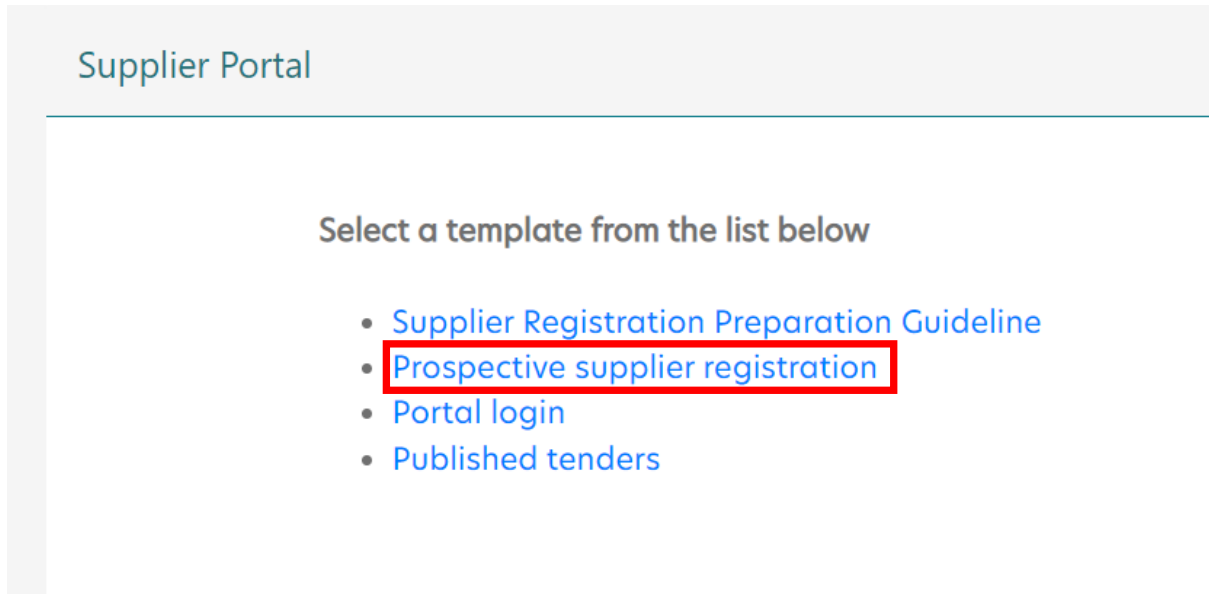 Supplier Portal
Select a template from the list below
Supplier Registration Preparation Guideline
Prospective supplier registration
Portal login
Published tenders